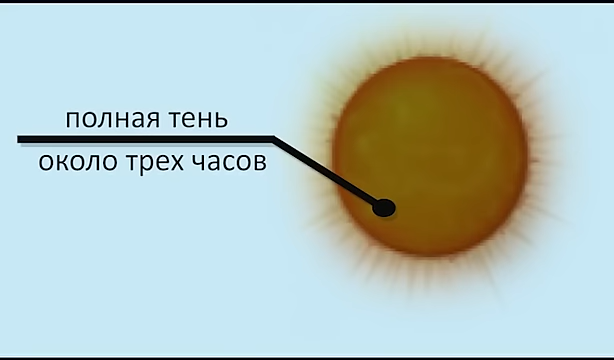 полная тень
около трех часов